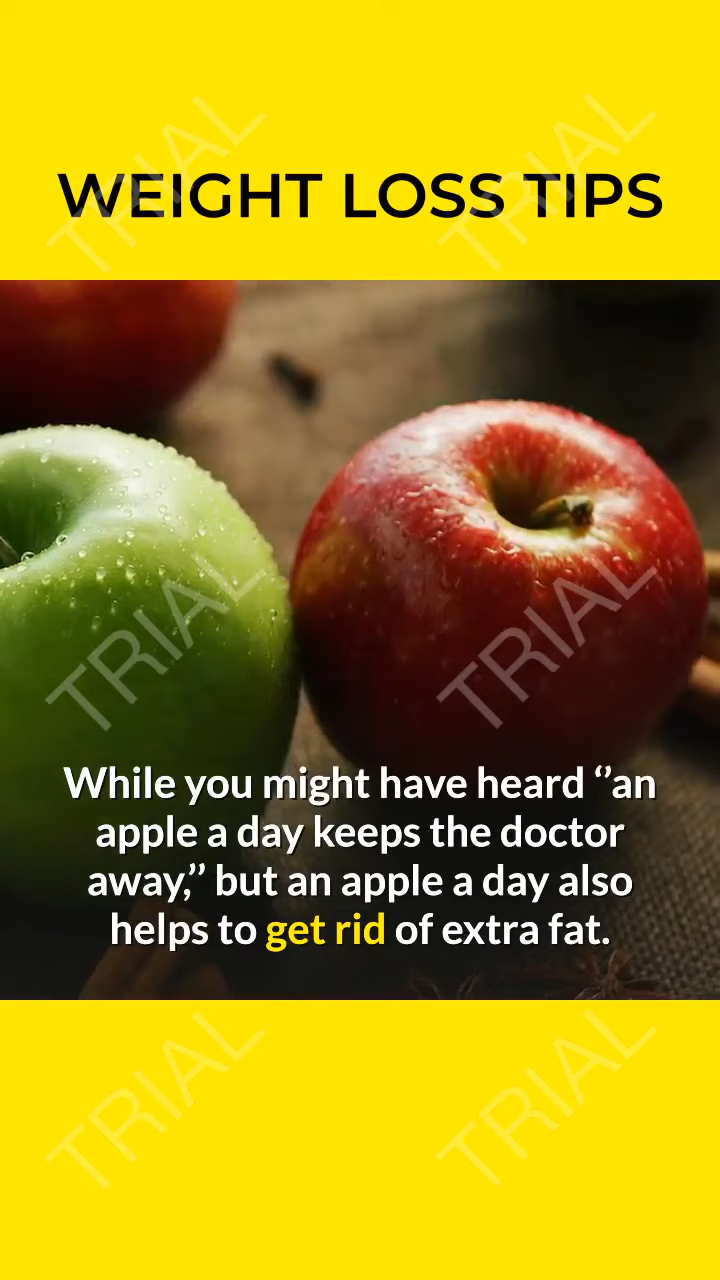 TRIAL TRIAL
WEIGHT LOSS TIPS
TRIAL TRIAL
While you might have heard ‘’an
apple a day keeps the doctor
away,’’ but an apple a day also
helps to get rid of extra fat.
TRIAL TRIAL